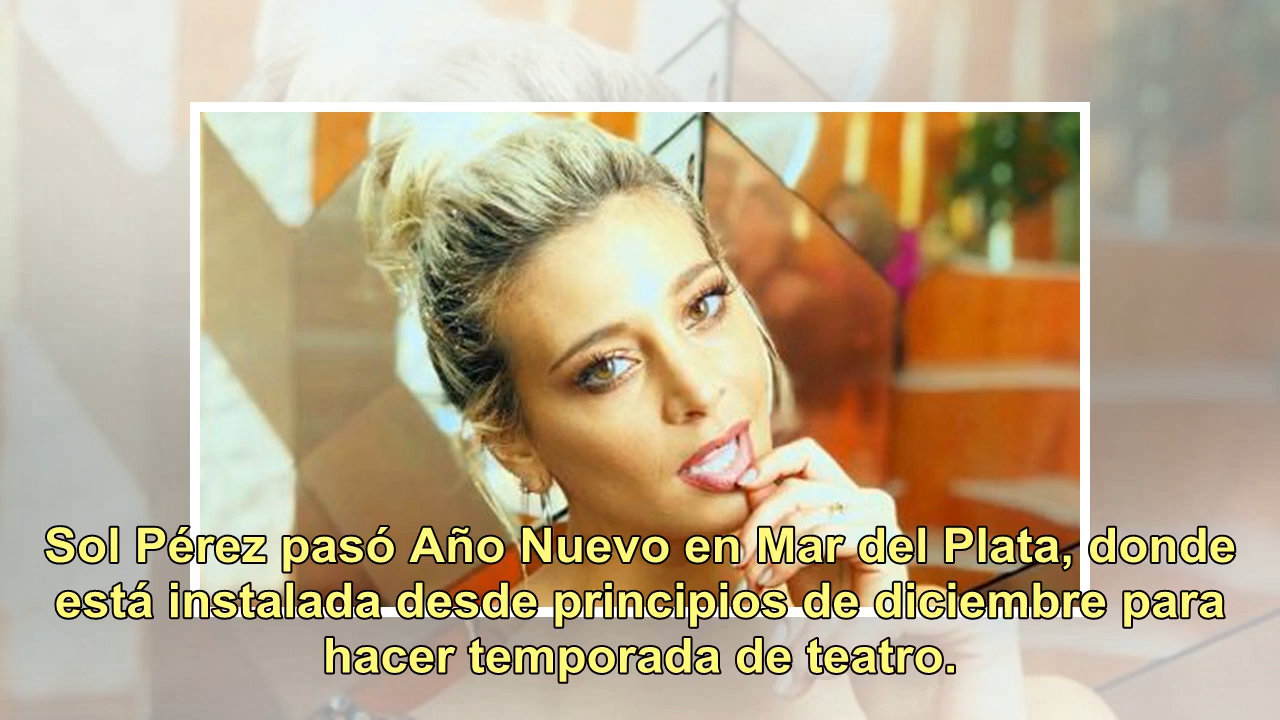 Sol Pérez pasó Año Nuevo en Mar del Plata, donde
está instalada desde principios de diciembre para
hacer temporada de teatro.